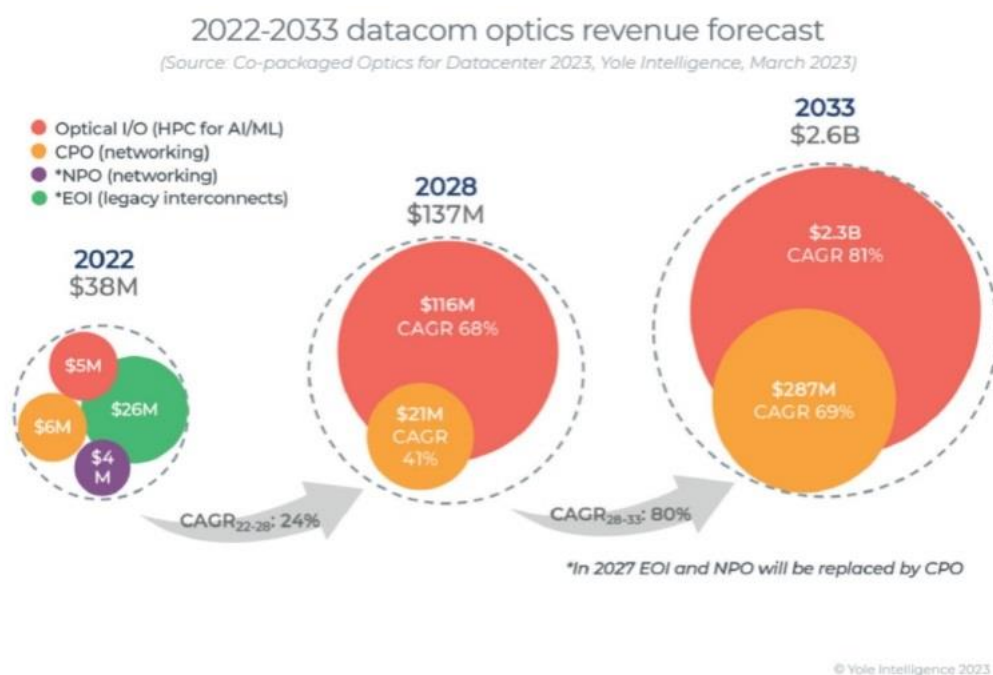 2022-2033 datacom optics revenue forecast
(Source: Co-packaged Optics for Datacenter 2023, Yole Intelligence, March 2023)
Optical I/O (HPC for AI/ML)
CPO (networking)
*NPO (networking)
*EOI (legacy interconnects)
2022
$38M
$5M
$26M
$6M
$4
M
CAGR22-28: 24%
2028
$137M
$116M
CAGR 68%
$21M
CAGR
41%
CAGR28-33: 80%
2033
$2.6B
$2.3B
CAGR 81%
$287M
CAGR 69%
*In 2027 EOI and NPO will be replaced by CPO
© Yole Intelligence 2023